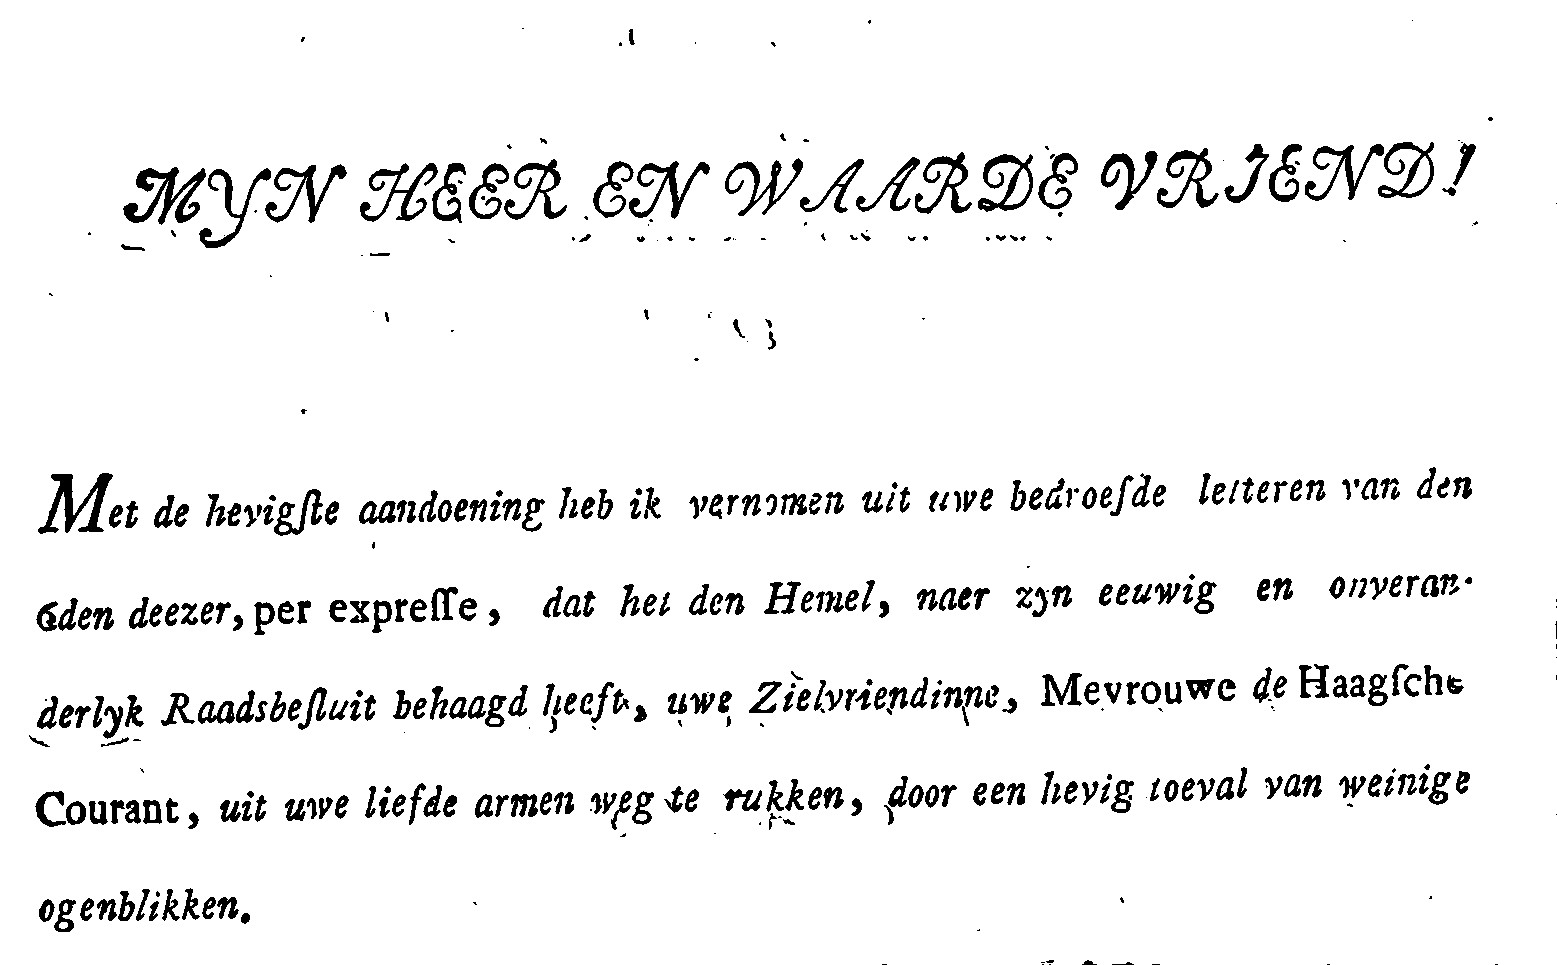 MYN HEER EN WAARDE VRIEND!
Met de hevigſte aandoening heb ik vernomen uit uwe bedroefde letteren van den
6den deezer, per expreſſe, dat het den Hemel, naer zyn eeuwig en onveran-
derlyk Raadsbeſluit behaagd heeft, uwe Zielvriendinne, Mevrouwe de Haagſche
Courant, uit uwe liefde armen weg te rukken, door een hevig toeval van weinige
ogenblikken.